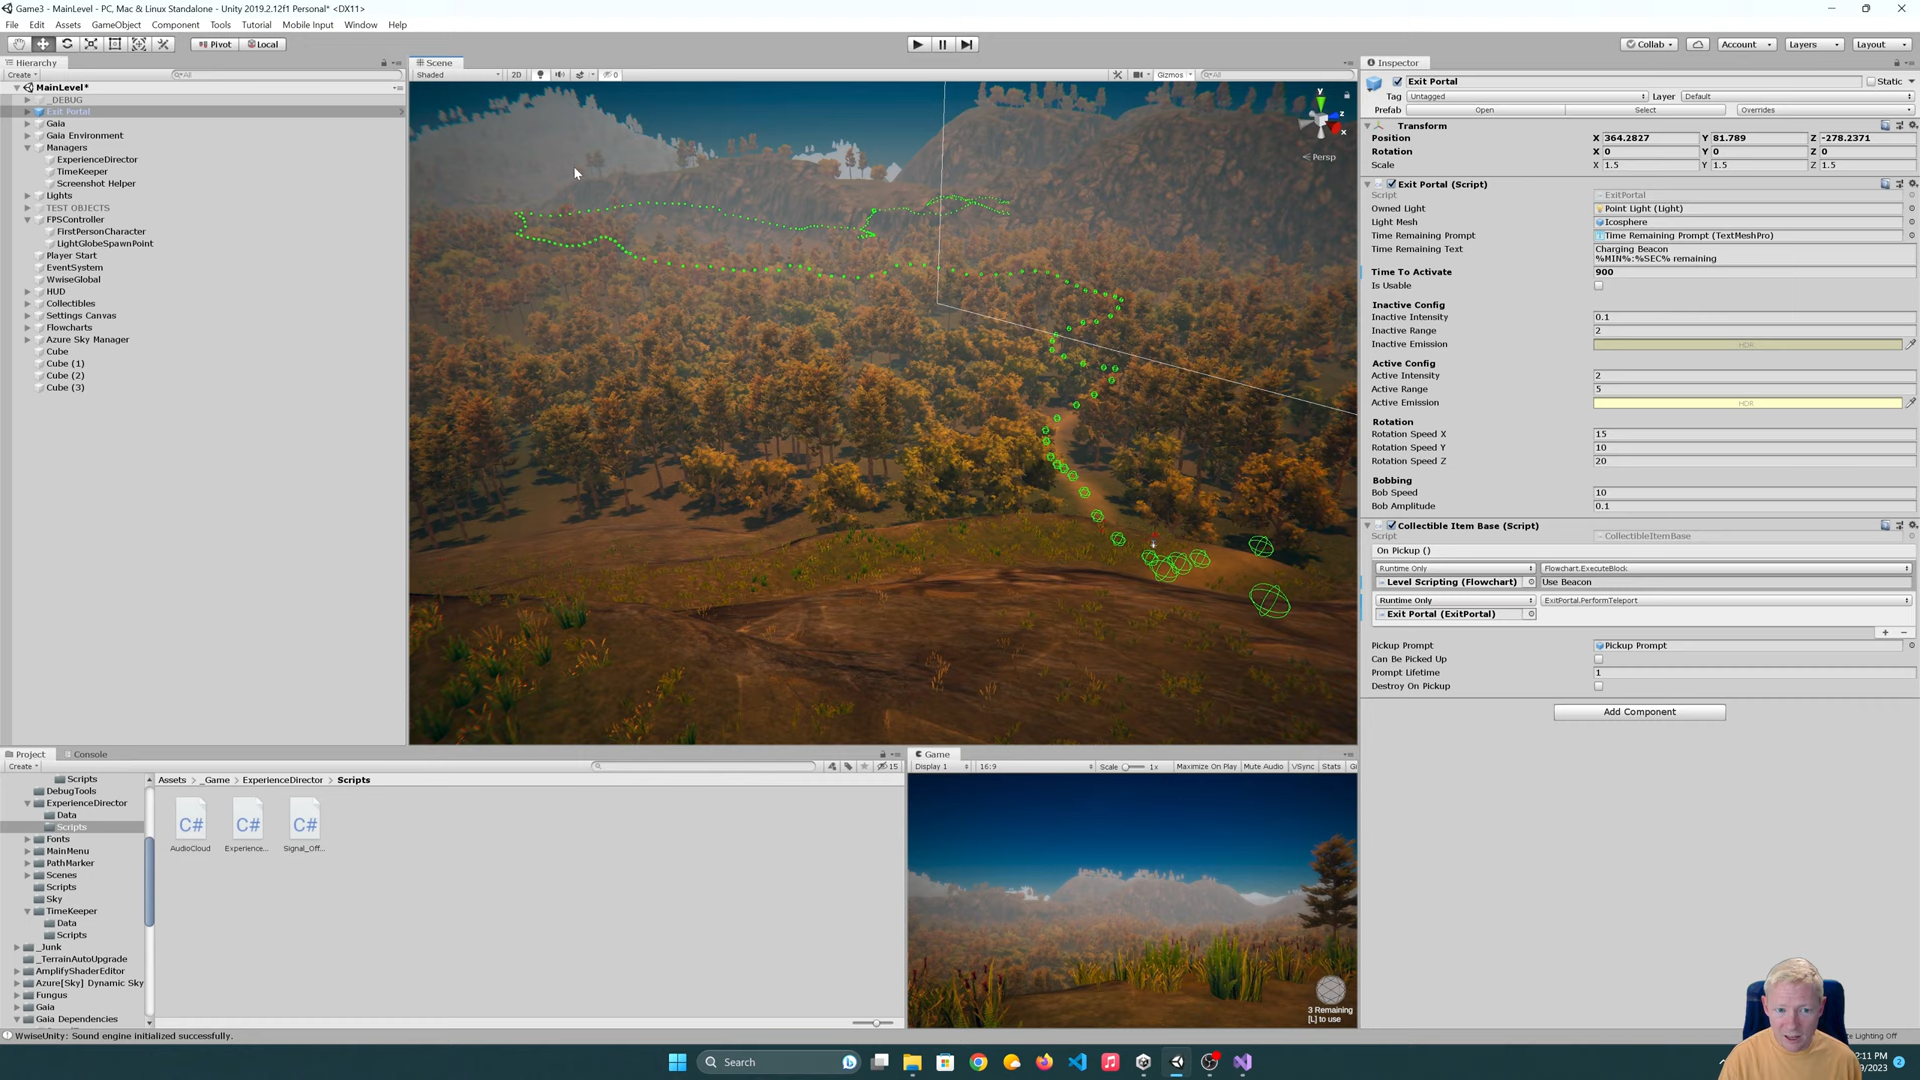 Game3 - MainLevel - PC, Mac & Linux Standalone - Unity 2019.2.12f1 Personal* <DX11>
File Edit Assets GameObject Component Tools Tutorial Mobile Input Window Help
Pivot Local Collab Account Layers Layout
Hierarchy
Create All
MainLevel*
_DEBUG
Exit Portal
Gaia
Gaia Environment
Managers
ExperienceDirector
TimeKeeper
Screenshot Helper
Lights
TEST OBJECTS
FPSController
FirstPersonCharacter
LightGlobeSpawnPoint
Player Start
EventSystem
WwiseGlobal
HUD
Collectibles
Settings Canvas
Flowcharts
Azure Sky Manager
Cube
Cube (1)
Cube (2)
Cube (3)
Scene
Shaded 2D 0 Gizmos All
y
z
x
Persp
Inspector
Exit Portal Static
Tag Untagged Layer Default
Prefab Open Select Overrides
Transform
Position X 364.2827 Y 81.789 Z -278.2371
Rotation X 0 Y 0 Z 0
Scale X 1.5 Y 1.5 Z 1.5
Exit Portal (Script)
Script ExitPortal
Owned Light Point Light (Light)
Light Mesh Icosphere
Time Remaining Prompt Time Remaining Prompt (TextMeshPro)
Time Remaining Text Charging Beacon
%MIN%:%SEC% remaining
Time To Activate 900
Is Usable
Inactive Config
Inactive Intensity 0.1
Inactive Range 2
Inactive Emission HDR
Active Config
Active Intensity 2
Active Range 5
Active Emission HDR
Rotation
Rotation Speed X 15
Rotation Speed Y 10
Rotation Speed Z 20
Bobbing
Bob Speed 10
Bob Amplitude 0.1
Collectible Item Base (Script)
Script CollectibleItemBase
On Pickup ()
Runtime Only Flowchart.ExecuteBlock
Level Scripting (Flowchart) Use Beacon
Runtime Only ExitPortal.PerformTeleport
Exit Portal (ExitPortal)
Pickup Prompt Pickup Prompt
Can Be Picked Up
Prompt Lifetime 1
Destroy On Pickup
Add Component
Project Console
Create 15
Scripts
DebugTools
ExperienceDirector
Data
Scripts
Fonts
MainMenu
PathMarker
Scenes
Scripts
Sky
TimeKeeper
Data
Scripts
_Junk
_TerrainAutoUpgrade
AmplifyShaderEditor
Azure[Sky] Dynamic Sky
Fungus
Gaia
Gaia Dependencies
Assets _Game ExperienceDirector Scripts
C# C# C#
AudioCloud Experience... Signal_Off...
Game
Display 1 16:9 Scale 1x Maximize On Play Mute Audio VSync Stats
3 Remaining
[L] to use
WwiseUnity: Sound engine initialized successfully.
Lighting Off
Search
2:11 PM
/2023
2